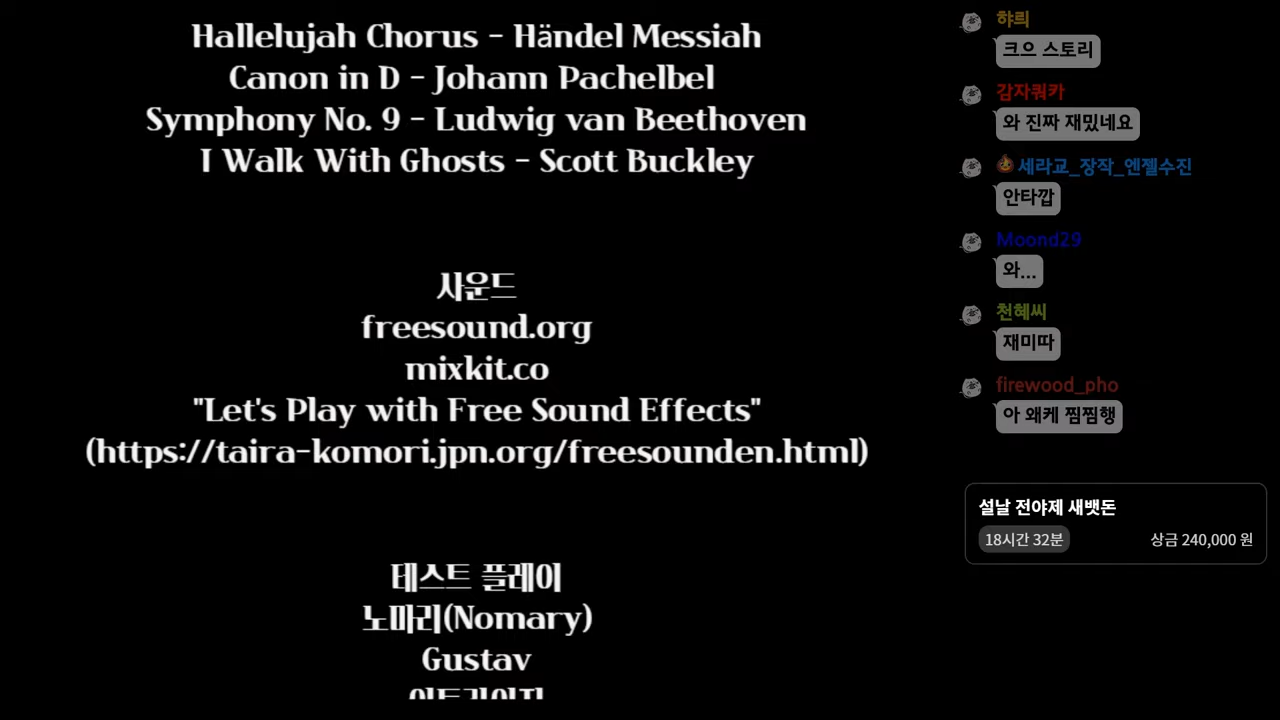 Hallelujah Chorus - Händel Messiah
Canon in D - Johann Pachelbel
Symphony No. 9 - Ludwig van Beethoven
I Walk With Ghosts - Scott Buckley
사운드
freesound.org
mixkit.co
"Let's Play with Free Sound Effects"
(https://taira-komori.jpn.org/freesounden.html)
테스트 플레이
노마리(Nomary)
Gustav
햐릐
크으 스토리
감자쿼카
와 진짜 재밌네요
세라교_장작_엔젤수진
안타깝
Moond29
와...
천혜씨
재미따
firewood_pho
아 왜케 찜찜행
설날 전야제 새뱃돈
18시간 32분
상금 240,000 원